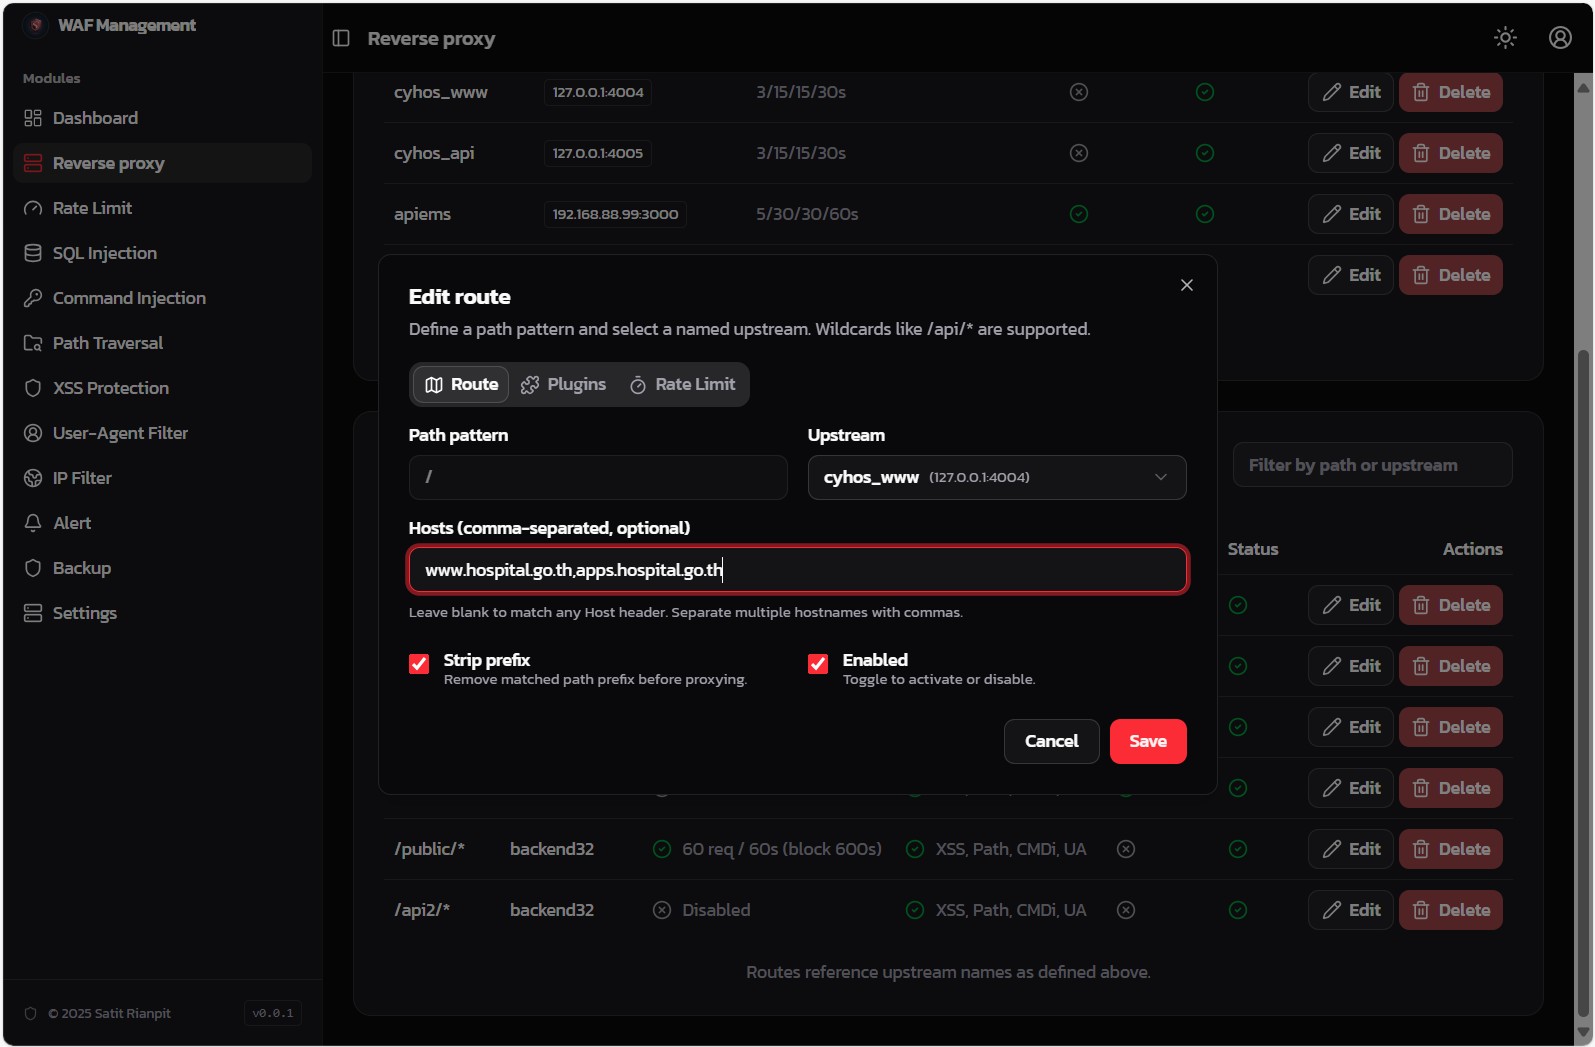 WAF Management
Modules
Dashboard
Reverse proxy
Rate Limit
SQL Injection
Command Injection
Path Traversal
XSS Protection
User-Agent Filter
IP Filter
Alert
Backup
Settings
© 2025 Satit Rianpit v0.0.1
Reverse proxy
cyhos_www 127.0.0.1:4004 3/15/15/30s Edit Delete
cyhos_api 127.0.0.1:4005 3/15/15/30s Edit Delete
apiems 192.168.88.99:3000 5/30/30/60s Edit Delete
Edit Delete
Edit route
Define a path pattern and select a named upstream. Wildcards like /api/* are supported.
Route Plugins Rate Limit
Path pattern Upstream
/ cyhos_www (127.0.0.1:4004)
Hosts (comma-separated, optional)
www.hospital.go.th,apps.hospital.go.th
Leave blank to match any Host header. Separate multiple hostnames with commas.
Strip prefix Enabled
Remove matched path prefix before proxying. Toggle to activate or disable.
Cancel Save
Filter by path or upstream
Status Actions
Edit Delete
Edit Delete
Edit Delete
Edit Delete
/public/* backend32 60 req / 60s (block 600s) XSS, Path, CMDi, UA Edit Delete
/api2/* backend32 Disabled XSS, Path, CMDi, UA Edit Delete
Routes reference upstream names as defined above.